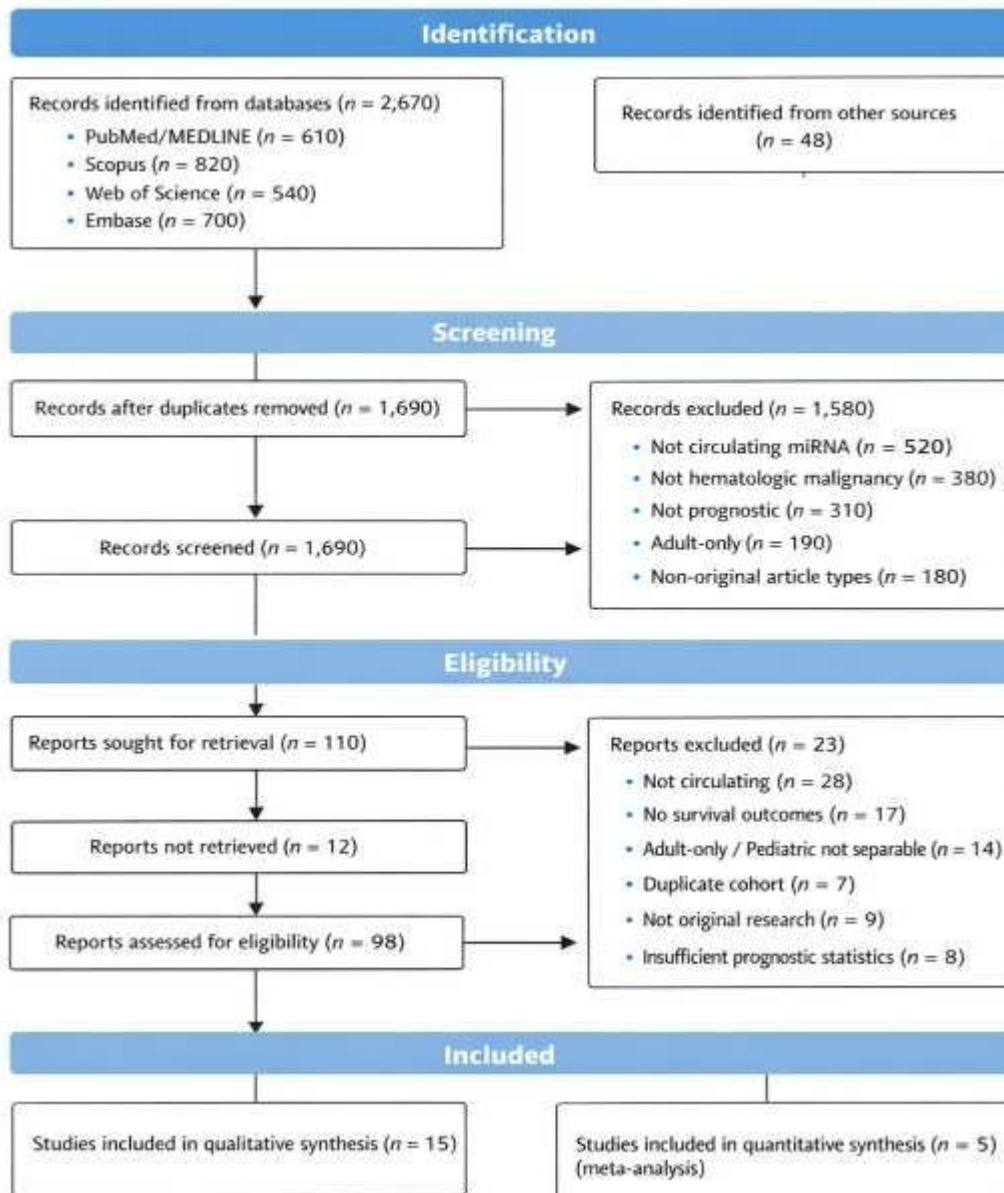 Identification
Records identified from databases (n = 2,670)
• PubMed/MEDLINE (n = 610)
• Scopus (n = 820)
• Web of Science (n = 540)
• Embase (n = 700)
Records identified from other sources
(n = 48)
Screening
Records after duplicates removed (n = 1,690)
Records excluded (n = 1,580)
• Not circulating miRNA (n = 520)
• Not hematologic malignancy (n = 380)
• Not prognostic (n = 310)
• Adult-only (n = 190)
• Non-original article types (n = 180)
Records screened (n = 1,690)
Eligibility
Reports sought for retrieval (n = 110)
Reports not retrieved (n = 12)
Reports assessed for eligibility (n = 98)
Reports excluded (n = 23)
• Not circulating (n = 28)
• No survival outcomes (n = 17)
• Adult-only / Pediatric not separable (n = 14)
• Duplicate cohort (n = 7)
• Not original research (n = 9)
• Insufficient prognostic statistics (n = 8)
Included
Studies included in qualitative synthesis (n = 15)
Studies included in quantitative synthesis (n = 5)
(meta-analysis)